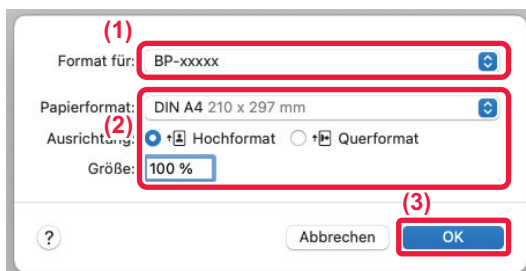 (1)
Format für: BP-xxxxx
Papierformat: DIN A4 210 x 297 mm
(2)
Ausrichtung: Hochformat Querformat
Größe: 100 %
(3)
? Abbrechen OK